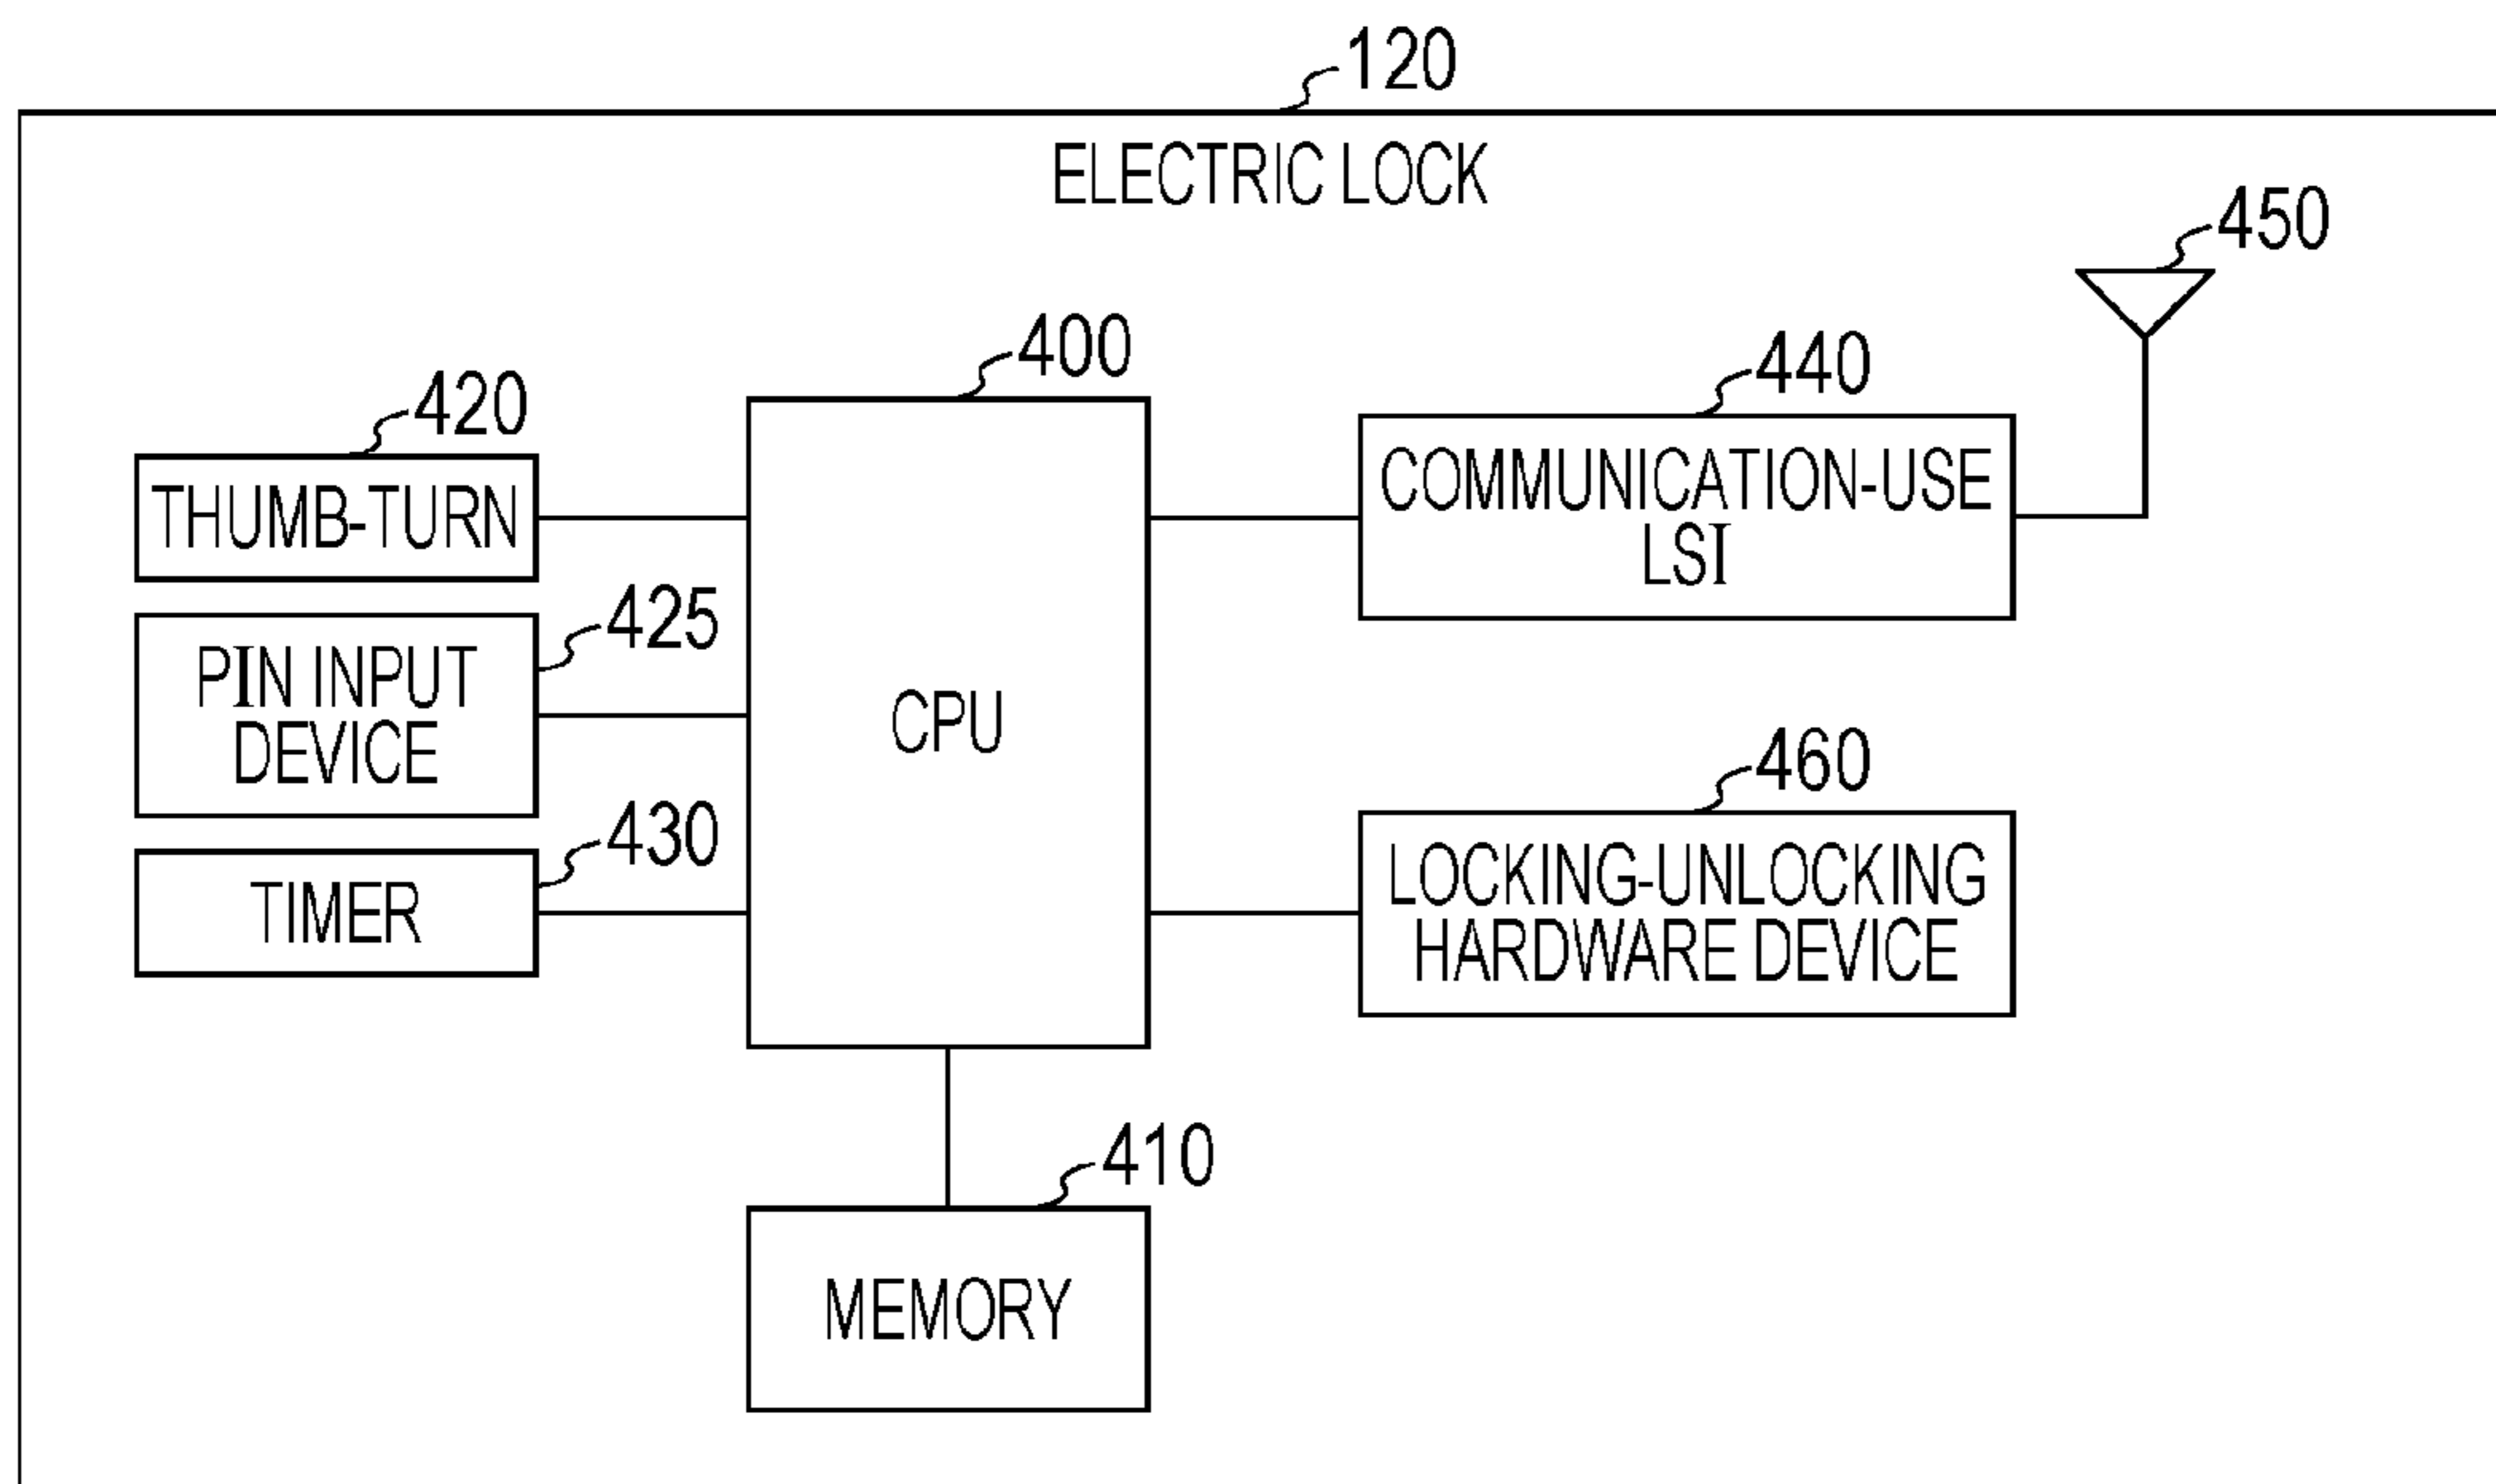 120
ELECTRIC LOCK
450
400
440
420
COMMUNICATION-USE
LSI
THUMB-TURN
425
PIN INPUT
DEVICE
CPU
460
430
LOCKING-UNLOCKING
HARDWARE DEVICE
TIMER
410
MEMORY